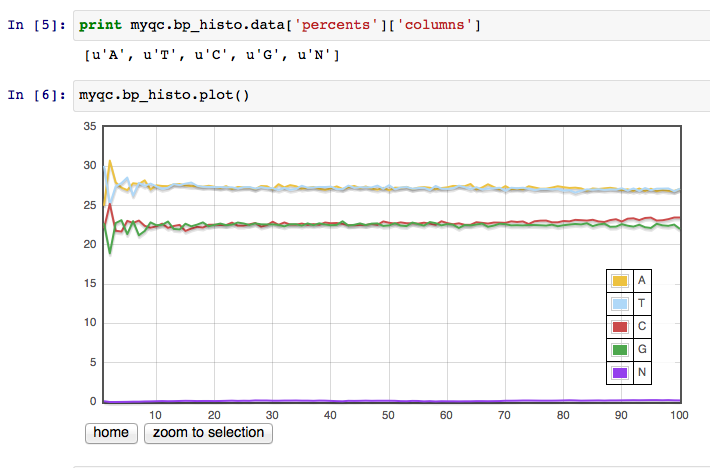 In [5]: print myqc.bp_histo.data['percents']['columns']
[u'A', u'T', u'C', u'G', u'N']
In [6]: myqc.bp_histo.plot()
35
30
25
20
15
10
5
0
A
T
C
G
N
10 20 30 40 50 60 70 80 90 100
home zoom to selection